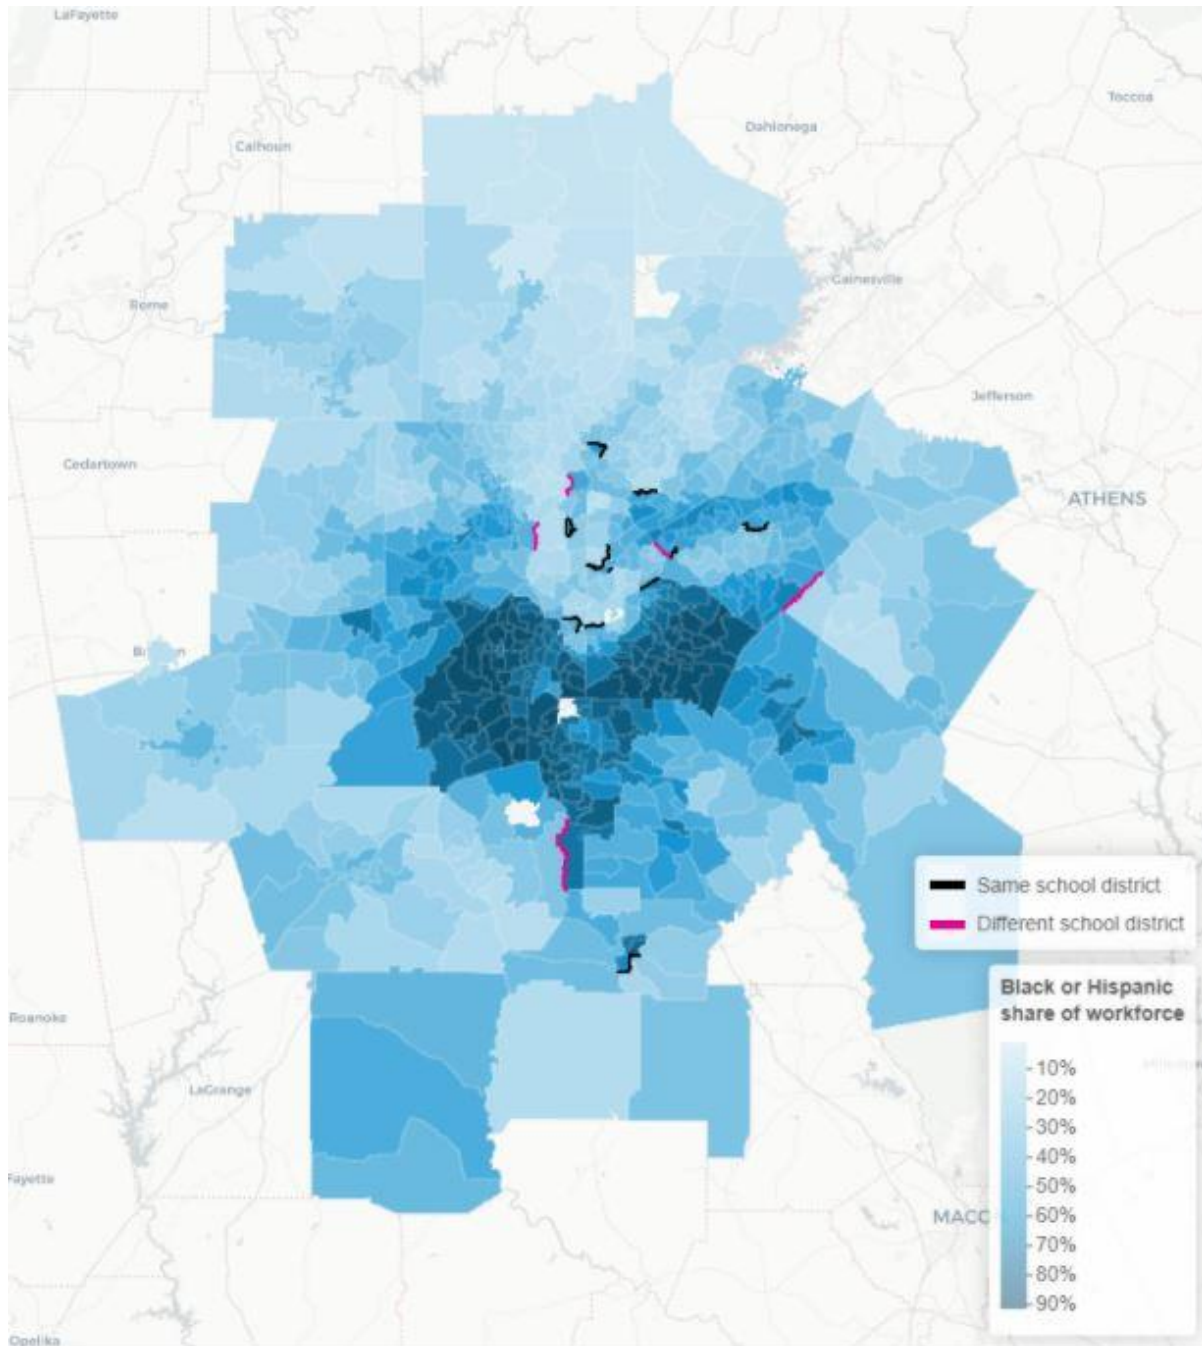 LaFayette
Toccoa
Dahlonega
Calhoun
Gainesville
Rome
Jefferson
Cedartown
ATHENS
Same school district
Different school district
Black or Hispanic
share of workforce
Roanoke
LaGrange
10%
20%
30%
40%
50%
60%
70%
80%
90%
Fayette
MACO
Opelika